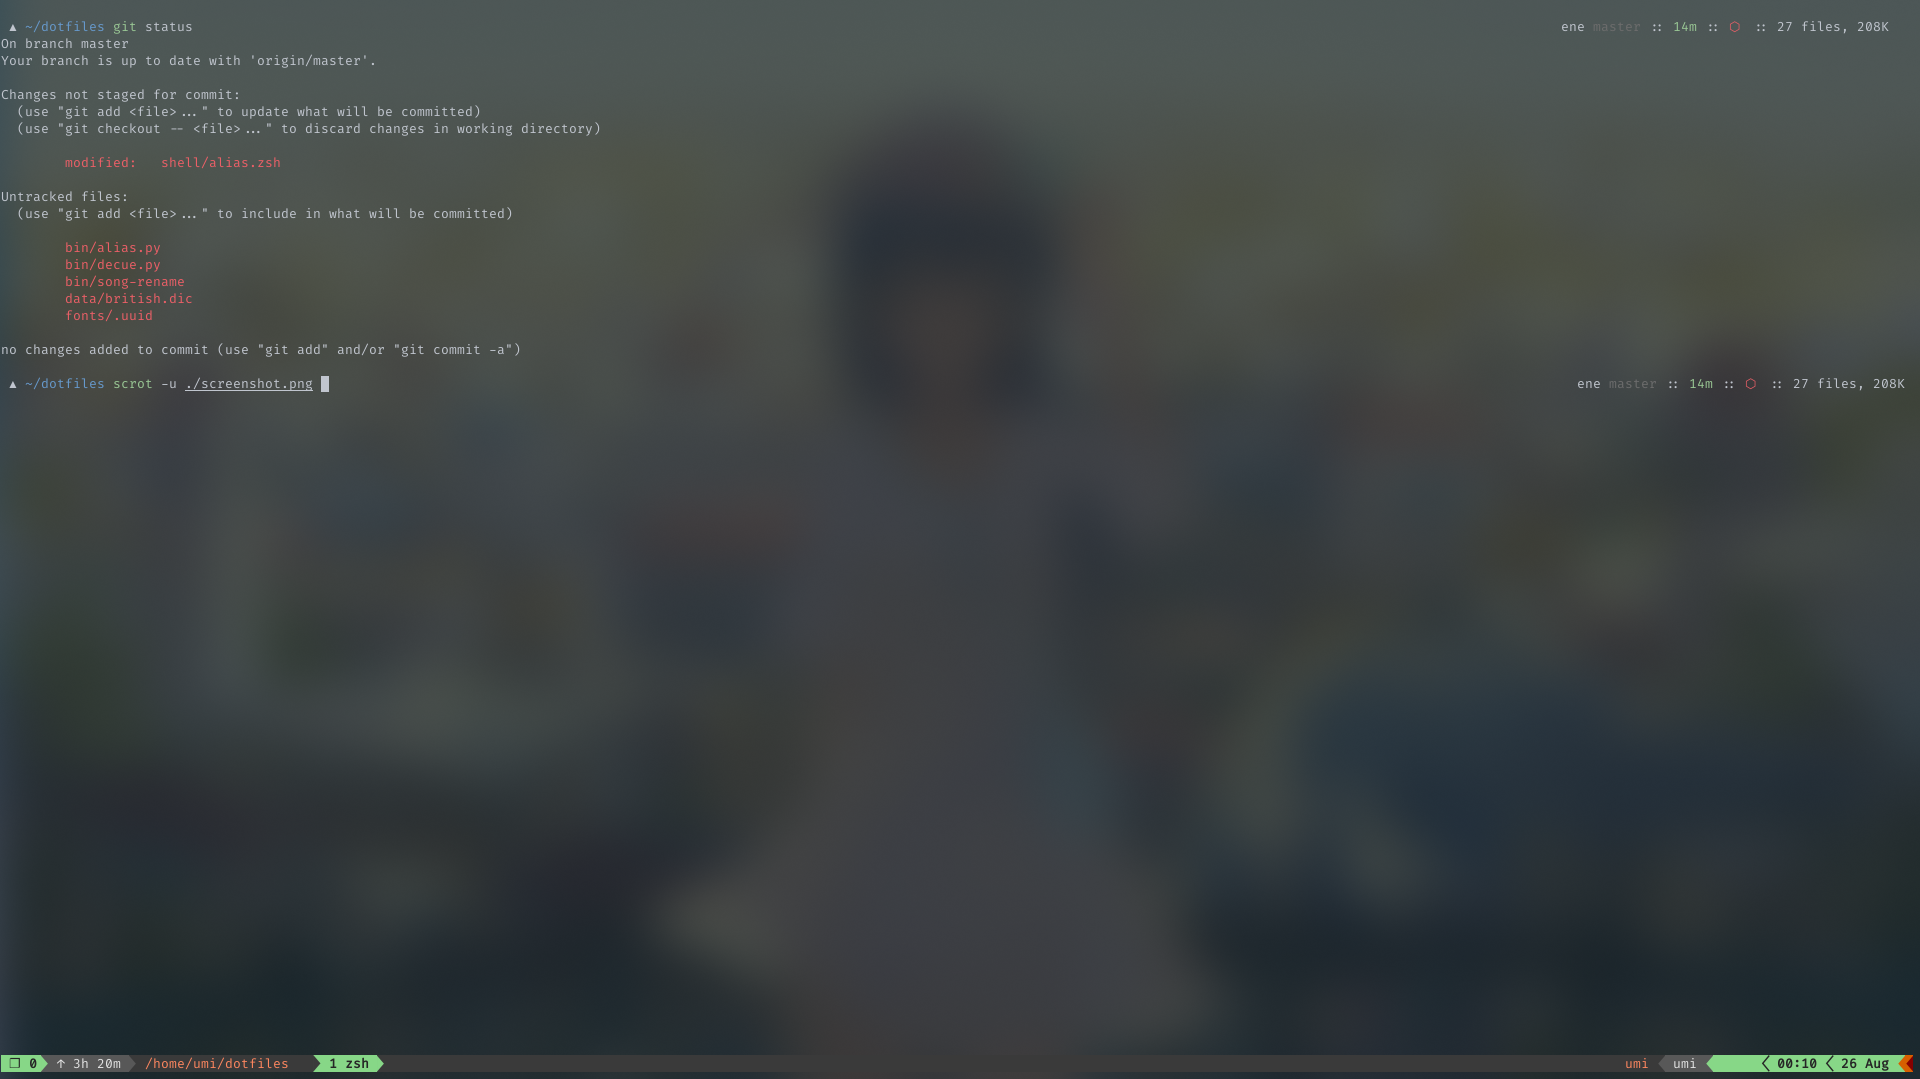 ▲ ~/dotfiles git status ene master :: 14m :: ⬡ :: 27 files, 208K
On branch master
Your branch is up to date with 'origin/master'.
Changes not staged for commit:
(use "git add <file>..." to update what will be committed)
(use "git checkout -- <file>..." to discard changes in working directory)
modified: shell/alias.zsh
Untracked files:
(use "git add <file>..." to include in what will be committed)
bin/alias.py
bin/decue.py
bin/song-rename
data/british.dic
fonts/.uuid
no changes added to commit (use "git add" and/or "git commit -a")
▲ ~/dotfiles scrot -u ./screenshot.png ene master :: 14m :: ⬡ :: 27 files, 208K
❐ 0 ↑ 3h 20m /home/umi/dotfiles 1 zsh umi umi 00:10 26 Aug